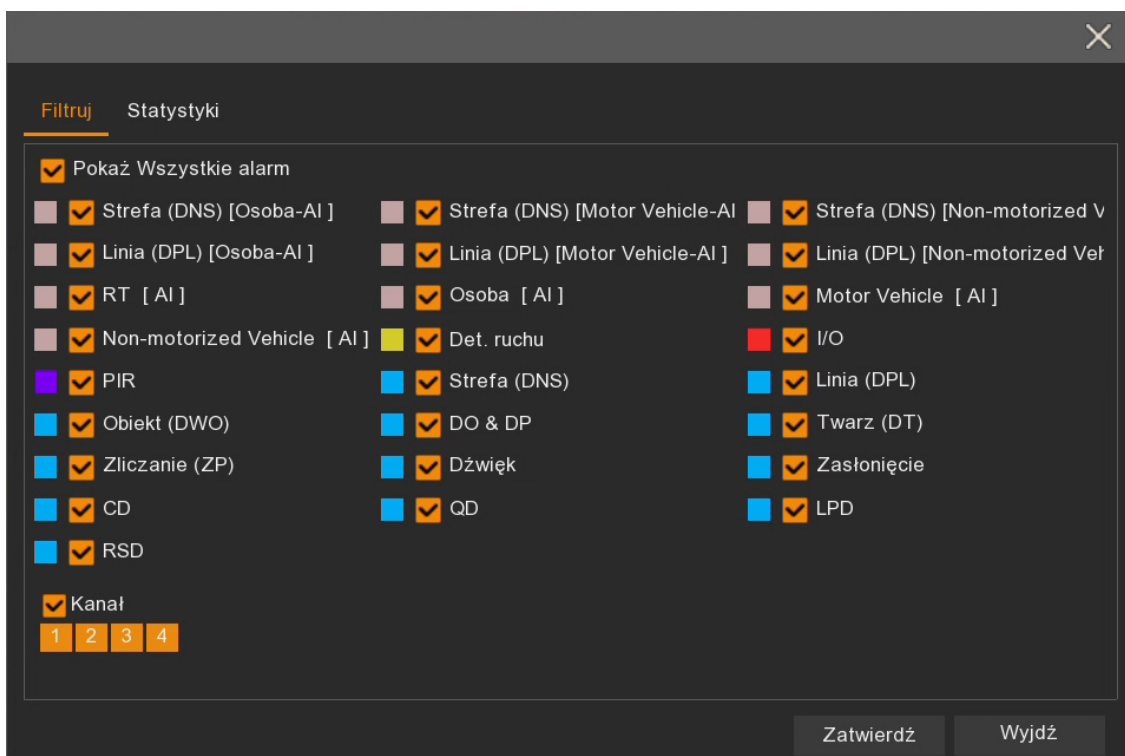 Filtruj Statystyki
Pokaż Wszystkie alarm
Strefa (DNS) [Osoba-AI ] Strefa (DNS) [Motor Vehicle-AI Strefa (DNS) [Non-motorized V
Linia (DPL) [Osoba-AI ] Linia (DPL) [Motor Vehicle-AI ] Linia (DPL) [Non-motorized Veh
RT [ AI ] Osoba [ AI ] Motor Vehicle [ AI ]
Non-motorized Vehicle [ AI ] Det. ruchu I/O
PIR Strefa (DNS) Linia (DPL)
Obiekt (DWO) DO & DP Twarz (DT)
Zliczanie (ZP) Dźwięk Zasłonięcie
CD QD LPD
RSD
Kanał
1 2 3 4
Zatwierdź Wyjdź